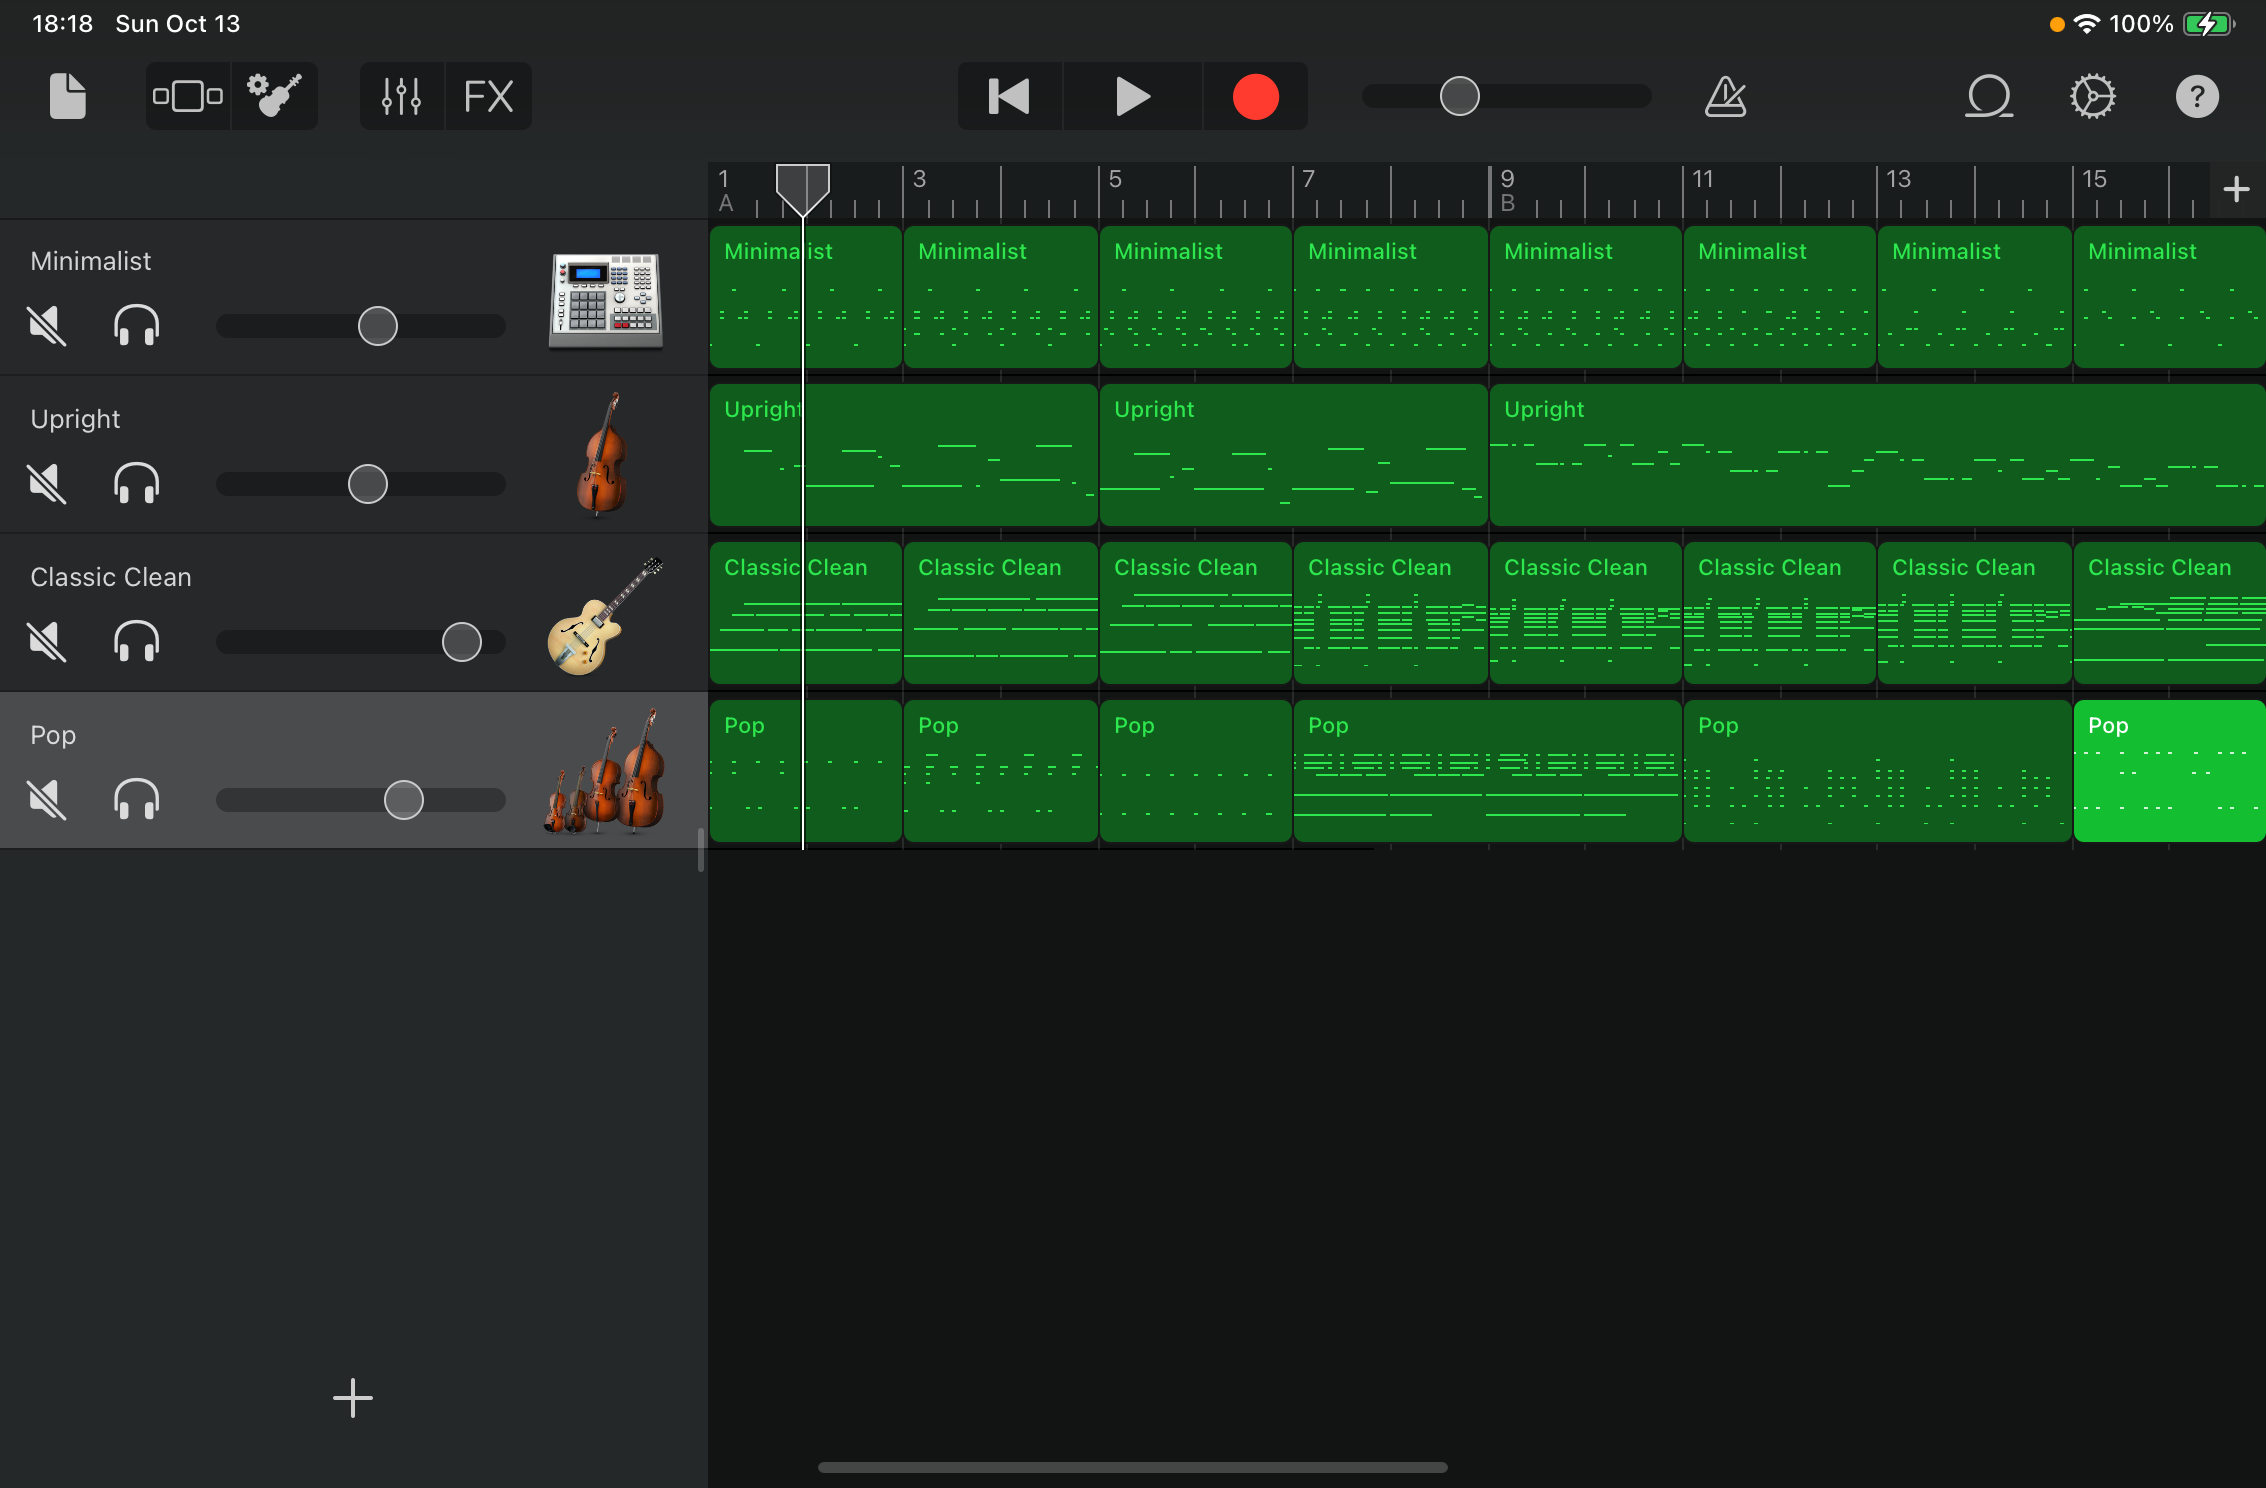 18:18 Sun Oct 13 100%
FX
?
1 3 5 7 9 11 13 15
A B
Minimalist
Minimalist Minimalist Minimalist Minimalist Minimalist Minimalist Minimalist Minimalist
Upright
Upright Upright Upright
Classic Clean
Classic Clean Classic Clean Classic Clean Classic Clean Classic Clean Classic Clean Classic Clean Classic Clean
Pop
Pop Pop Pop Pop Pop Pop